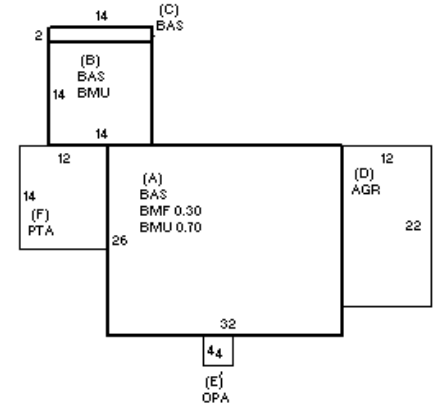 14
(C)
BAS
2
(B)
BAS
BMU
14
14
12
14
(F)
PTA
(A)
BAS
BMF 0.30
BMU 0.70
26
32
12
(D)
AGR
22
4
4
(E)
OPA